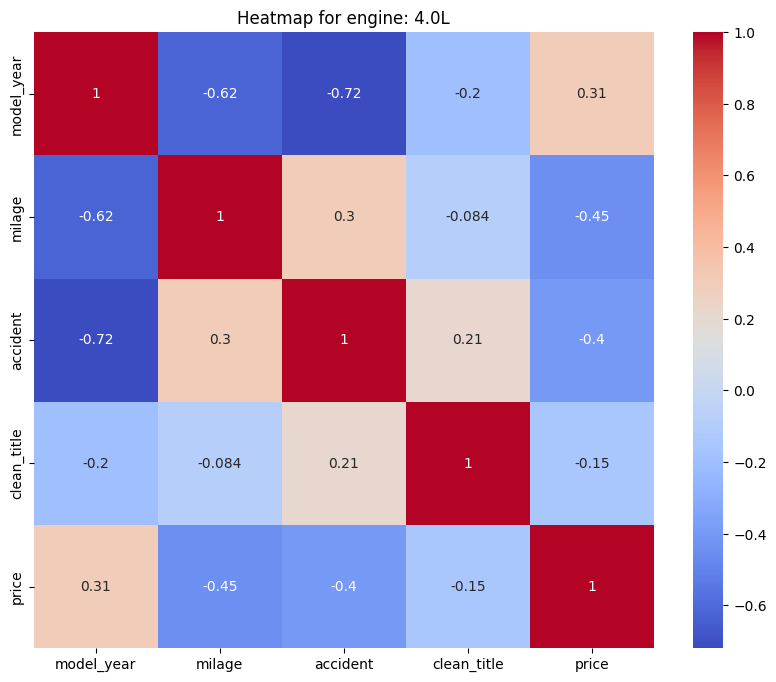 Heatmap for engine: 4.0L
model_year 1 -0.62 -0.72 -0.2 0.31
milage -0.62 1 0.3 -0.084 -0.45
accident -0.72 0.3 1 0.21 -0.4
clean_title -0.2 -0.084 0.21 1 -0.15
price 0.31 -0.45 -0.4 -0.15 1
model_year milage accident clean_title price
1.0
0.8
0.6
0.4
0.2
0.0
−0.2
−0.4
−0.6